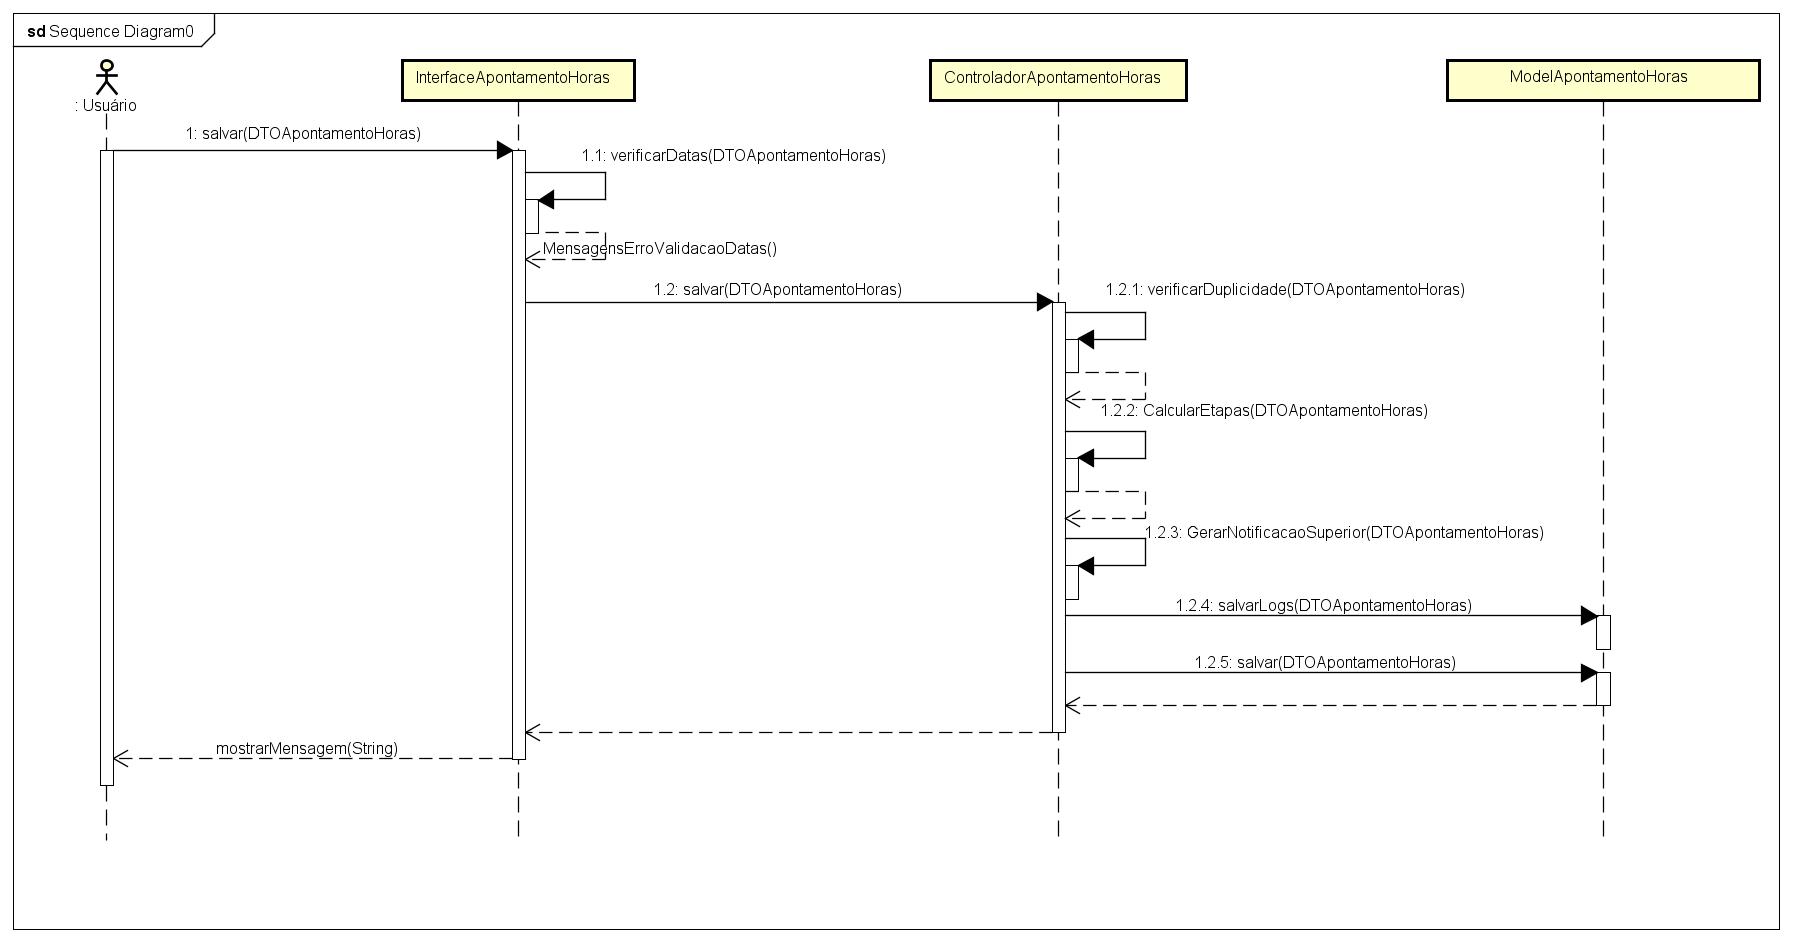 sd Sequence Diagram0
: Usuário
InterfaceApontamentoHoras
ControladorApontamentoHoras
ModelApontamentoHoras
1: salvar(DTOApontamentoHoras)
1.1: verificarDatas(DTOApontamentoHoras)
MensagensErroValidacaoDatas()
1.2: salvar(DTOApontamentoHoras)
1.2.1: verificarDuplicidade(DTOApontamentoHoras)
1.2.2: CalcularEtapas(DTOApontamentoHoras)
1.2.3: GerarNotificacaoSuperior(DTOApontamentoHoras)
1.2.4: salvarLogs(DTOApontamentoHoras)
1.2.5: salvar(DTOApontamentoHoras)
mostrarMensagem(String)